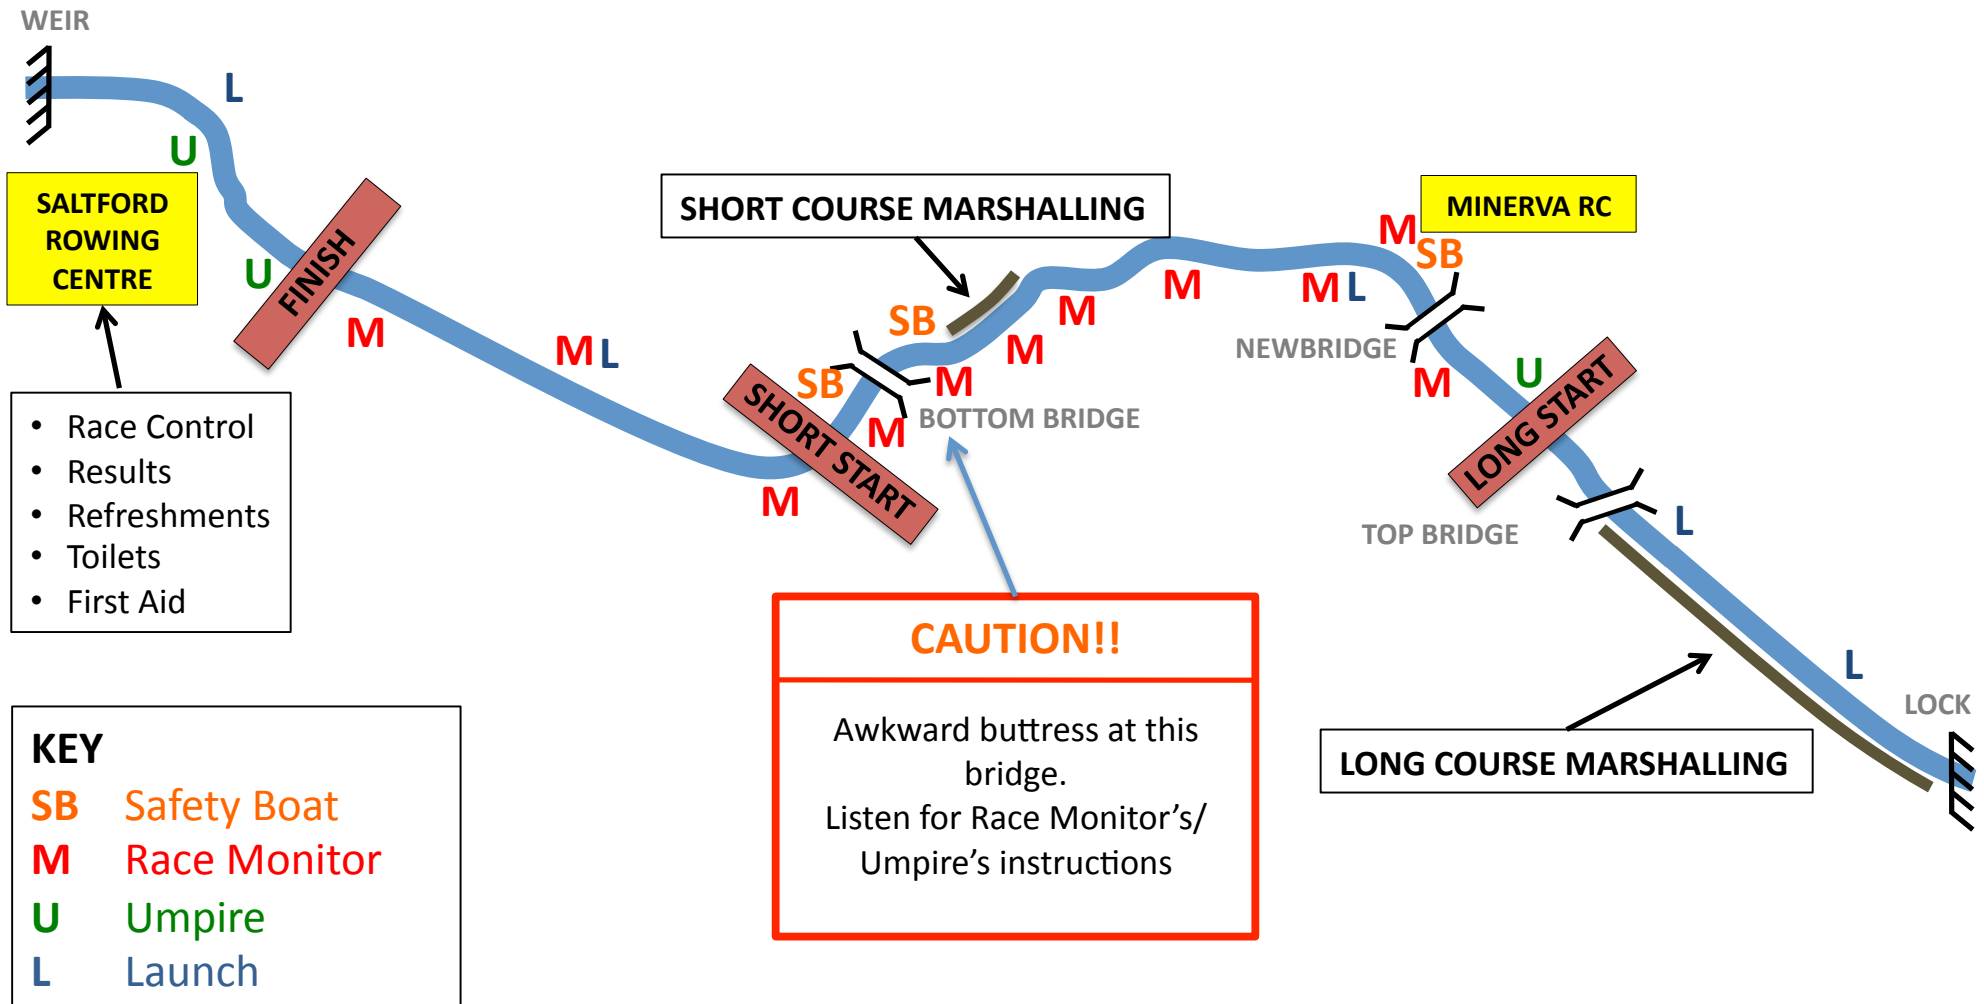 WEIR
L
U
SALTFORD
ROWING
CENTRE
U
FINISH
M
M L
SHORT COURSE MARSHALLING
SB
SB
SHORT START
M
M
M
BOTTOM BRIDGE
M
M
M
M L
M
SB
MINERVA RC
NEWBRIDGE
M
U
LONG START
TOP BRIDGE
L
L
LOCK
LONG COURSE MARSHALLING
• Race Control
• Results
• Refreshments
• Toilets
• First Aid
CAUTION!!
Awkward buttress at this
bridge.
Listen for Race Monitor’s/
Umpire’s instructions
KEY
SB Safety Boat
M Race Monitor
U Umpire
L Launch